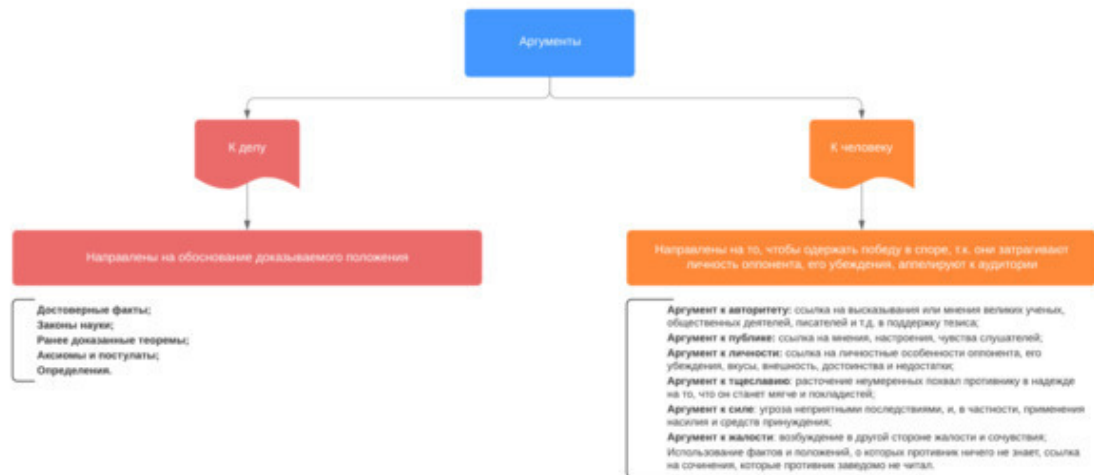 Аргументы
К делу
К человеку
Направлены на обоснование доказываемого положения
Направлены на то, чтобы одержать победу в споре, т.к. они затрагивают
личность оппонента, его убеждения, аппелируют к аудитории
Достоверные факты;
Законы науки;
Ранее доказанные теоремы;
Аксиомы и постулаты;
Определения.
Аргумент к авторитету: ссылка на высказывания или мнения великих ученых,
общественных деятелей, писателей и т.д. в поддержку тезиса;
Аргумент к публике: ссылка на мнения, настроения, чувства слушателей;
Аргумент к личности: ссылка на личностные особенности оппонента, его
убеждения, вкусы, внешность, достоинства и недостатки;
Аргумент к тщеславию: расточение неумеренных похвал противнику в надежде
на то, что он станет мягче и покладистей;
Аргумент к силе: угроза неприятными последствиями, и, в частности, применения
насилия и средств принуждения;
Аргумент к жалости: возбуждение в другой стороне жалости и сочувствия;
Использование фактов и положений, о которых противник ничего не знает, ссылка
на сочинения, которые противник заведомо не читал.